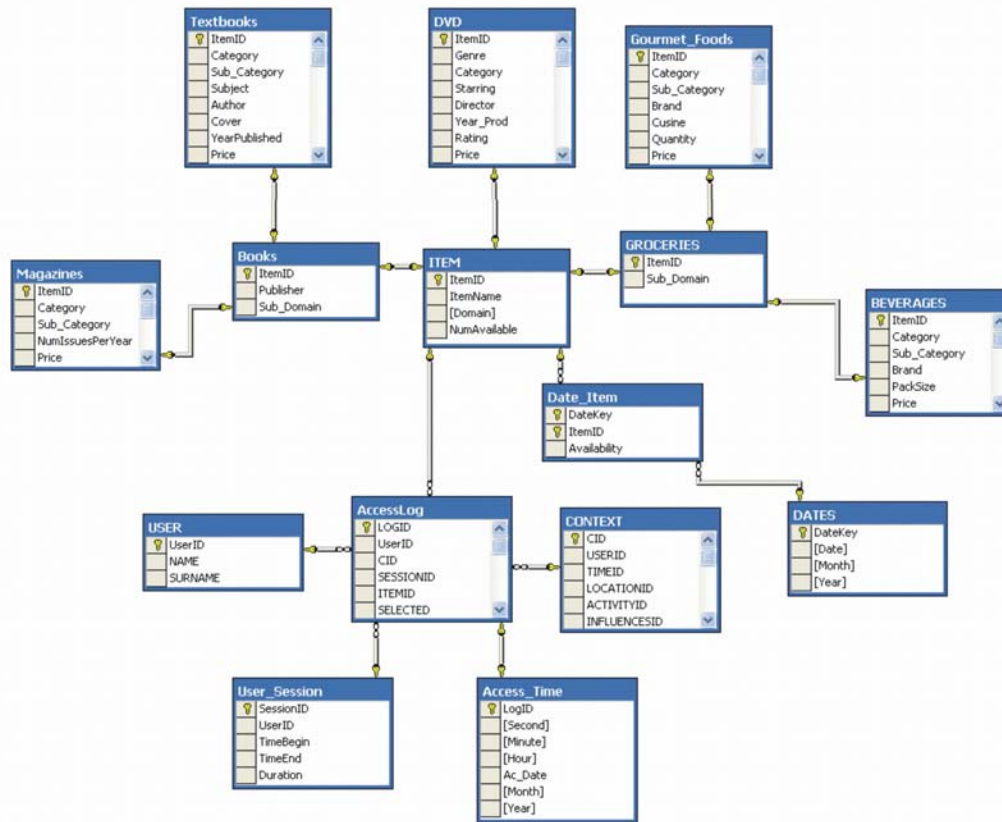 Textbooks
ItemID
Category
Sub_Category
Subject
Author
Cover
YearPublished
Price
DVD
ItemID
Genre
Category
Starring
Director
Year_Prod
Rating
Price
Gourmet_Foods
ItemID
Category
Sub_Category
Brand
Cusine
Quantity
Price
Magazines
ItemID
Category
Sub_Category
NumIssuesPerYear
Price
Books
ItemID
Publisher
Sub_Domain
ITEM
ItemID
ItemName
[Domain]
NumAvailable
GROCERIES
ItemID
Sub_Domain
BEVERAGES
ItemID
Category
Sub_Category
Brand
PackSize
Price
Date_Item
DateKey
ItemID
Availability
USER
UserID
NAME
SURNAME
AccessLog
LOGID
UserID
CID
SESSIONID
ITEMID
SELECTED
CONTEXT
CID
USERID
TIMEID
LOCATIONID
ACTIVITYID
INFLUENCESID
DATES
DateKey
[Date]
[Month]
[Year]
User_Session
SessionID
UserID
TimeBegin
TimeEnd
Duration
Access_Time
LogID
[Second]
[Minute]
[Hour]
Ac_Date
[Month]
[Year]